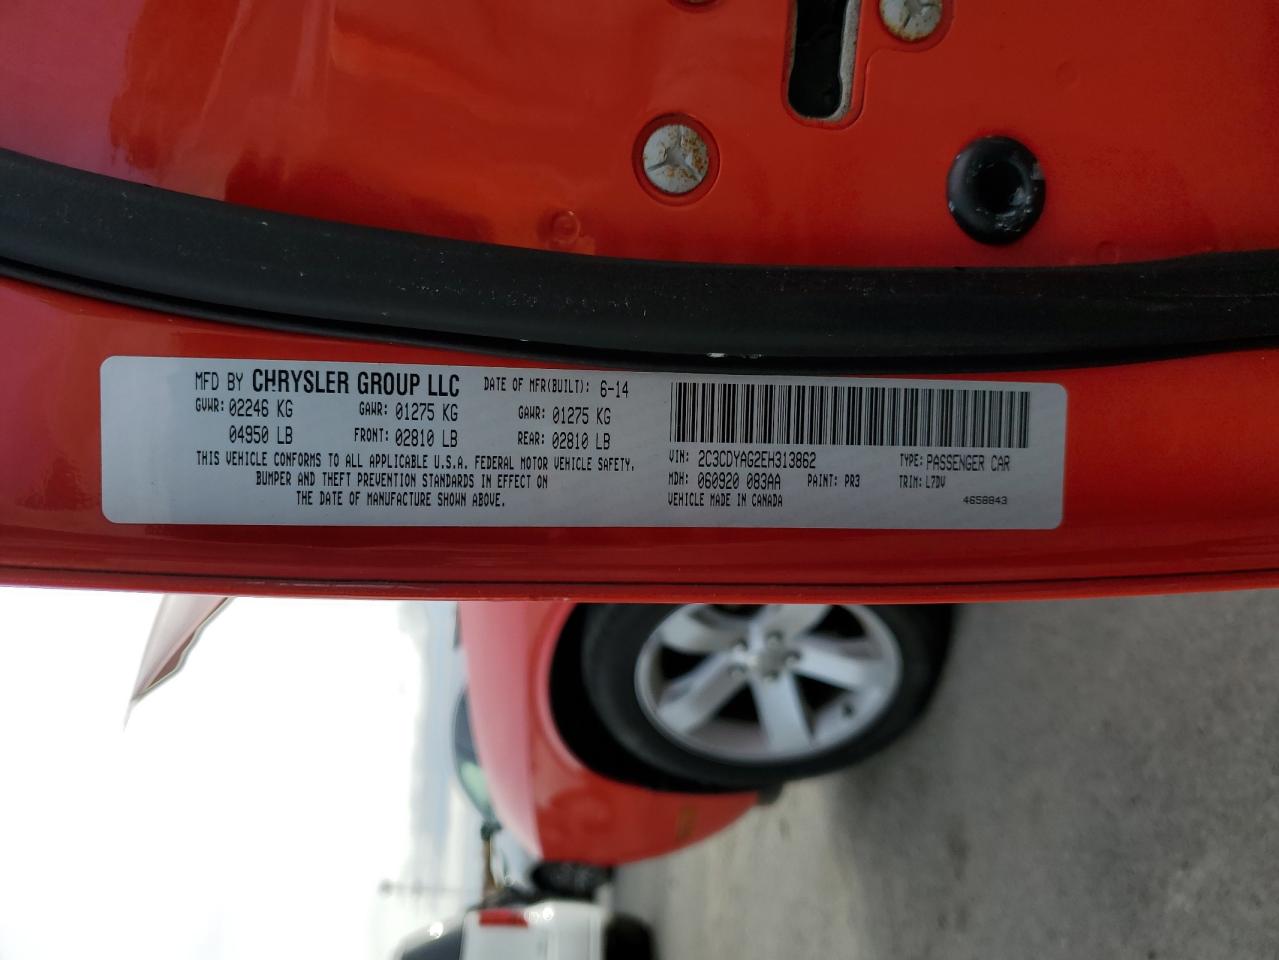 MFD BY CHRYSLER GROUP LLC DATE OF MFR(BUILT): 6-14
GVWR: 02246 KG GAWR: 01275 KG GAWR: 01275 KG
04950 LB FRONT: 02810 LB REAR: 02810 LB
THIS VEHICLE CONFORMS TO ALL APPLICABLE U.S.A. FEDERAL MOTOR VEHICLE SAFETY,
BUMPER AND THEFT PREVENTION STANDARDS IN EFFECT ON
THE DATE OF MANUFACTURE SHOWN ABOVE.
VIN: 2C3CDYAG2EH313862 TYPE: PASSENGER CAR
MDH: 060920 083AA PAINT: PR3 TRIM: L7DV
VEHICLE MADE IN CANADA 4658843